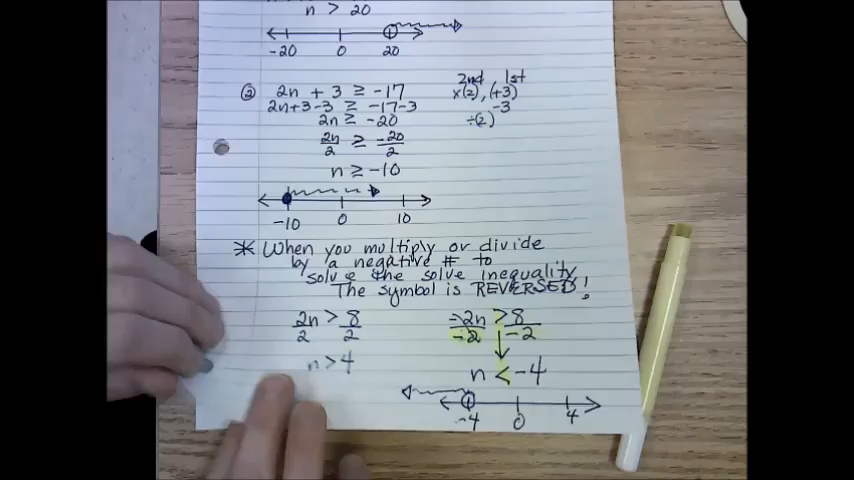 n > 20
-20 0 20
② 2n + 3 ≥ -17 2nd 1st
2n+3-3 ≥ -17-3 x(2), (+3)
2n ≥ -20 -3
÷(2)
2n/2 ≥ -20/2
n ≥ -10
-10 0 10
* When you multiply or divide
by a negative # to
solve the solve inequality
The symbol is REVERSED!
2n/2 > 8/2 -2n/-2 > 8/-2
n > 4 n < -4
-4 0 4